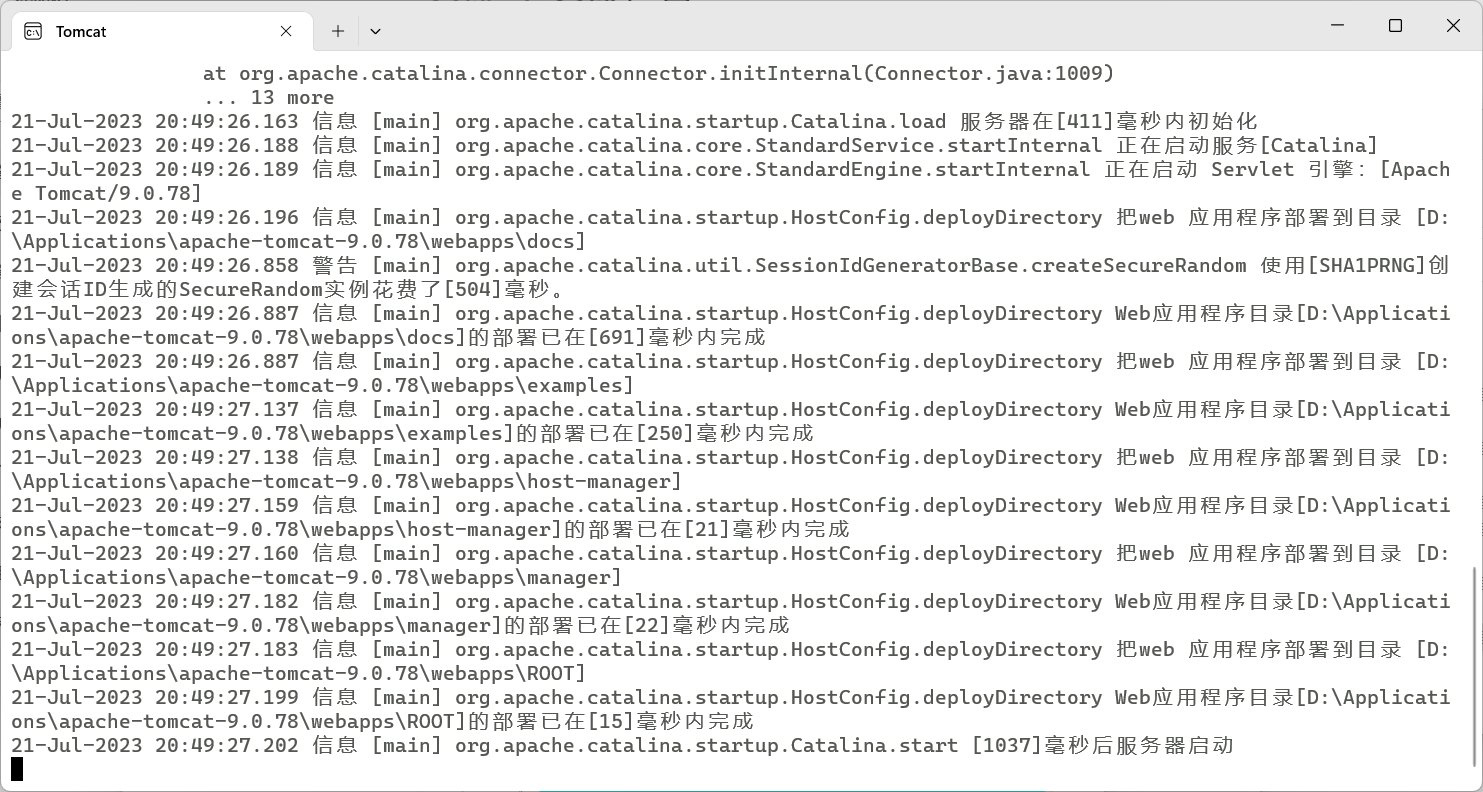 Tomcat
at org.apache.catalina.connector.Connector.initInternal(Connector.java:1009)
... 13 more
21-Jul-2023 20:49:26.163 信息 [main] org.apache.catalina.startup.Catalina.load 服务器在[411]毫秒内初始化
21-Jul-2023 20:49:26.188 信息 [main] org.apache.catalina.core.StandardService.startInternal 正在启动服务[Catalina]
21-Jul-2023 20:49:26.189 信息 [main] org.apache.catalina.core.StandardEngine.startInternal 正在启动 Servlet 引擎：[Apach
e Tomcat/9.0.78]
21-Jul-2023 20:49:26.196 信息 [main] org.apache.catalina.startup.HostConfig.deployDirectory 把web 应用程序部署到目录 [D:
\Applications\apache-tomcat-9.0.78\webapps\docs]
21-Jul-2023 20:49:26.858 警告 [main] org.apache.catalina.util.SessionIdGeneratorBase.createSecureRandom 使用[SHA1PRNG]创
建会话ID生成的SecureRandom实例花费了[504]毫秒。
21-Jul-2023 20:49:26.887 信息 [main] org.apache.catalina.startup.HostConfig.deployDirectory Web应用程序目录[D:\Applicati
ons\apache-tomcat-9.0.78\webapps\docs]的部署已在[691]毫秒内完成
21-Jul-2023 20:49:26.887 信息 [main] org.apache.catalina.startup.HostConfig.deployDirectory 把web 应用程序部署到目录 [D:
\Applications\apache-tomcat-9.0.78\webapps\examples]
21-Jul-2023 20:49:27.137 信息 [main] org.apache.catalina.startup.HostConfig.deployDirectory Web应用程序目录[D:\Applicati
ons\apache-tomcat-9.0.78\webapps\examples]的部署已在[250]毫秒内完成
21-Jul-2023 20:49:27.138 信息 [main] org.apache.catalina.startup.HostConfig.deployDirectory 把web 应用程序部署到目录 [D:
\Applications\apache-tomcat-9.0.78\webapps\host-manager]
21-Jul-2023 20:49:27.159 信息 [main] org.apache.catalina.startup.HostConfig.deployDirectory Web应用程序目录[D:\Applicati
ons\apache-tomcat-9.0.78\webapps\host-manager]的部署已在[21]毫秒内完成
21-Jul-2023 20:49:27.160 信息 [main] org.apache.catalina.startup.HostConfig.deployDirectory 把web 应用程序部署到目录 [D:
\Applications\apache-tomcat-9.0.78\webapps\manager]
21-Jul-2023 20:49:27.182 信息 [main] org.apache.catalina.startup.HostConfig.deployDirectory Web应用程序目录[D:\Applicati
ons\apache-tomcat-9.0.78\webapps\manager]的部署已在[22]毫秒内完成
21-Jul-2023 20:49:27.183 信息 [main] org.apache.catalina.startup.HostConfig.deployDirectory 把web 应用程序部署到目录 [D:
\Applications\apache-tomcat-9.0.78\webapps\ROOT]
21-Jul-2023 20:49:27.199 信息 [main] org.apache.catalina.startup.HostConfig.deployDirectory Web应用程序目录[D:\Applicati
ons\apache-tomcat-9.0.78\webapps\ROOT]的部署已在[15]毫秒内完成
21-Jul-2023 20:49:27.202 信息 [main] org.apache.catalina.startup.Catalina.start [1037]毫秒后服务器启动